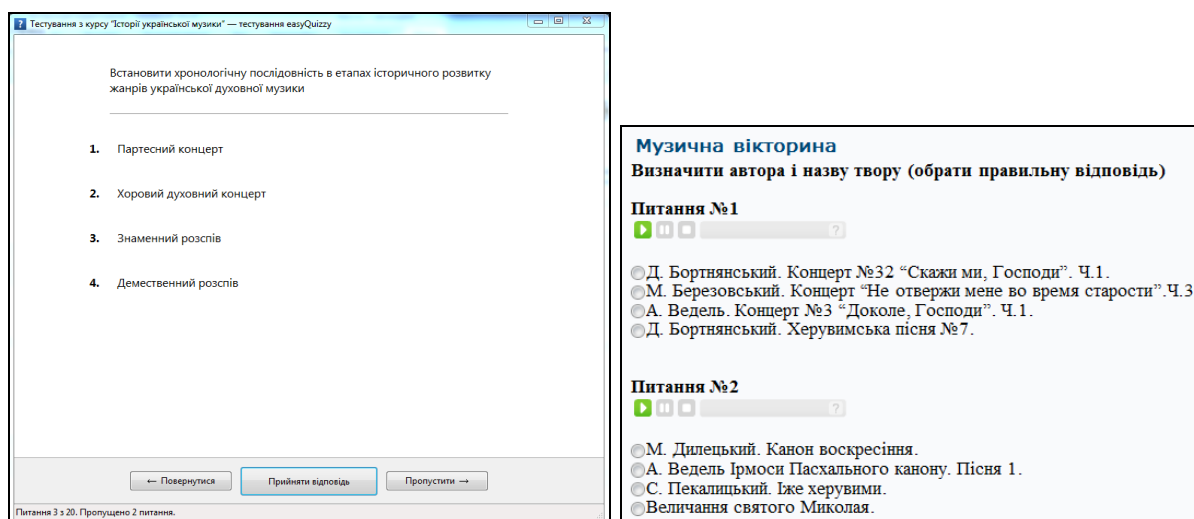 Тестування з курсу "Історії української музики" — тестування easyQuizzy
Встановити хронологічну послідовність в етапах історичного розвитку
жанрів української духовної музики
1. Партесний концерт
2. Хоровий духовний концерт
3. Знаменний розспів
4. Демественний розспів
← Повернутися
Прийняти відповідь
Пропустити →
Питання 3 з 20. Пропущено 2 питання.
Музична вікторина
Визначити автора і назву твору (обрати правильну відповідь)
Питання №1
?
Д. Бортнянський. Концерт №32 “Скажи ми, Господи”. Ч.1.
М. Березовський. Концерт “Не отвержи мене во время старости”.Ч.3
А. Ведель. Концерт №3 “Доколе, Господи”. Ч.1.
Д. Бортнянський. Херувимська пісня №7.
Питання №2
?
М. Дилецький. Канон воскресіння.
А. Ведель Ірмоси Пасхального канону. Пісня 1.
С. Пекалицький. Іже херувими.
Величання святого Миколая.